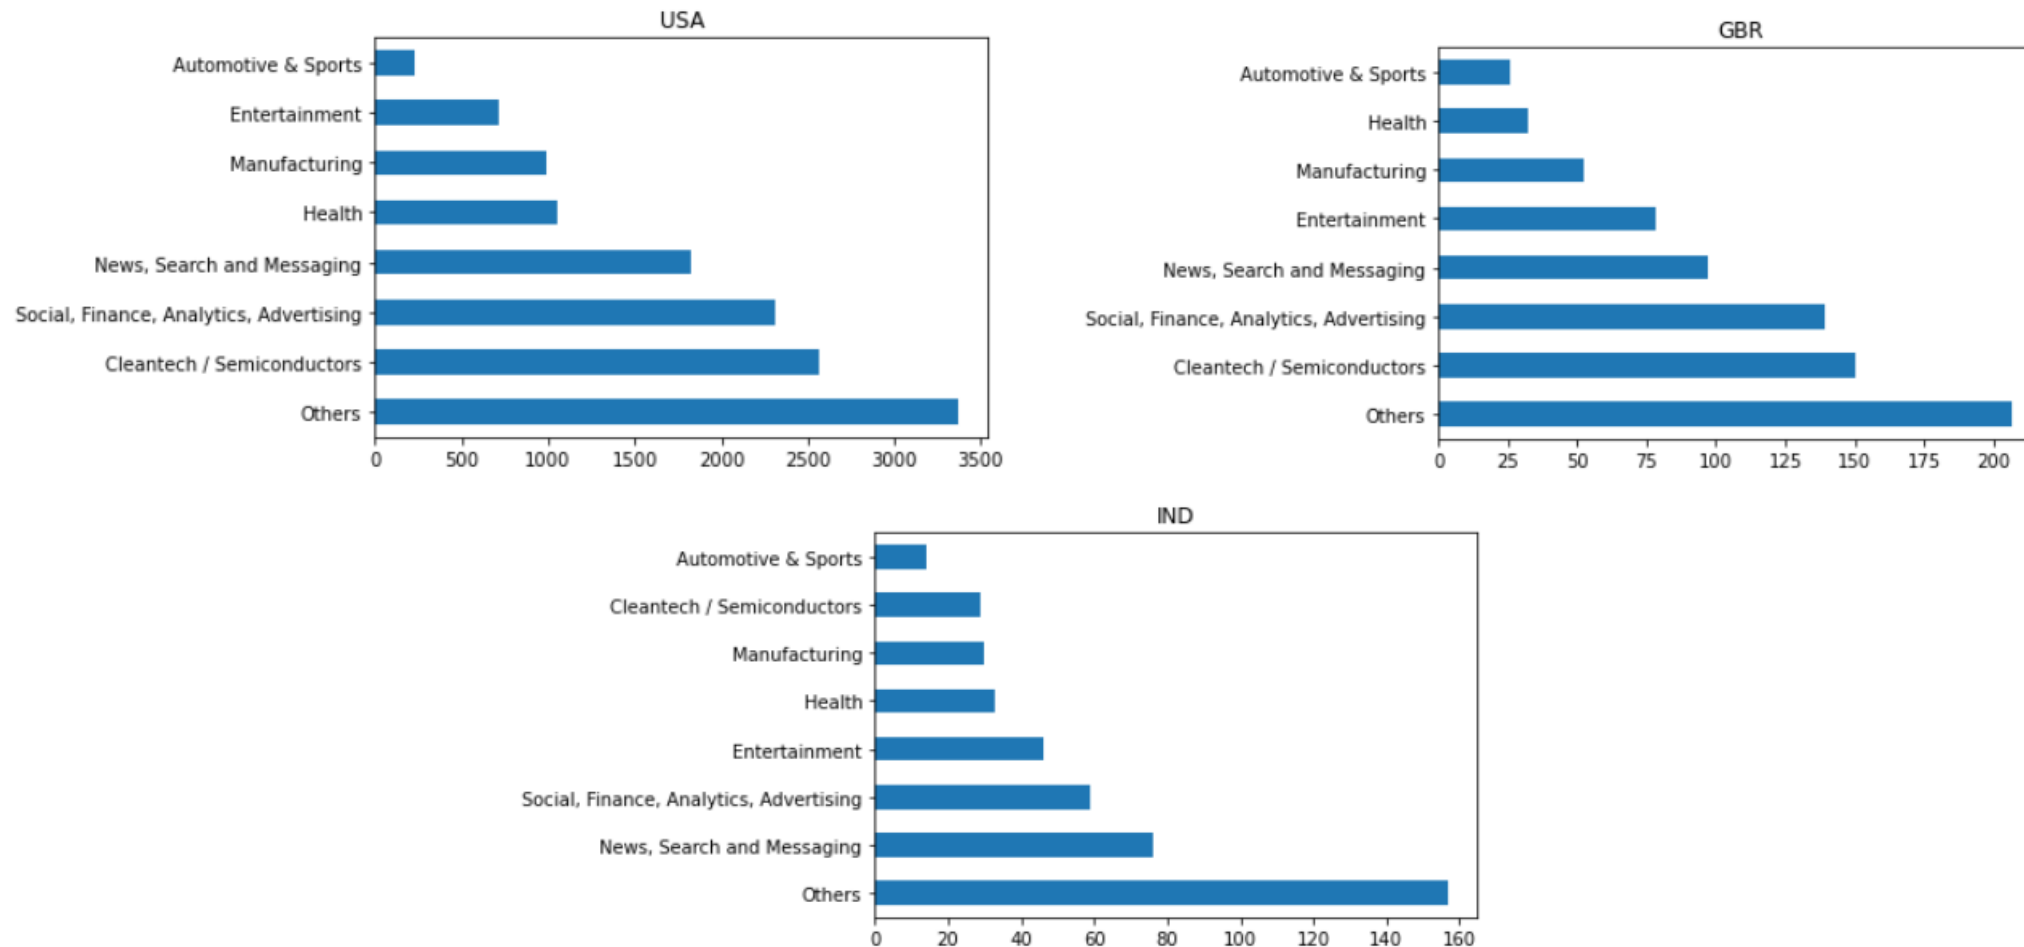 USA
Automotive & Sports
Entertainment
Manufacturing
Health
News, Search and Messaging
Social, Finance, Analytics, Advertising
Cleantech / Semiconductors
Others
0 500 1000 1500 2000 2500 3000 3500
GBR
Automotive & Sports
Health
Manufacturing
Entertainment
News, Search and Messaging
Social, Finance, Analytics, Advertising
Cleantech / Semiconductors
Others
0 25 50 75 100 125 150 175 200
IND
Automotive & Sports
Cleantech / Semiconductors
Manufacturing
Health
Entertainment
Social, Finance, Analytics, Advertising
News, Search and Messaging
Others
0 20 40 60 80 100 120 140 160